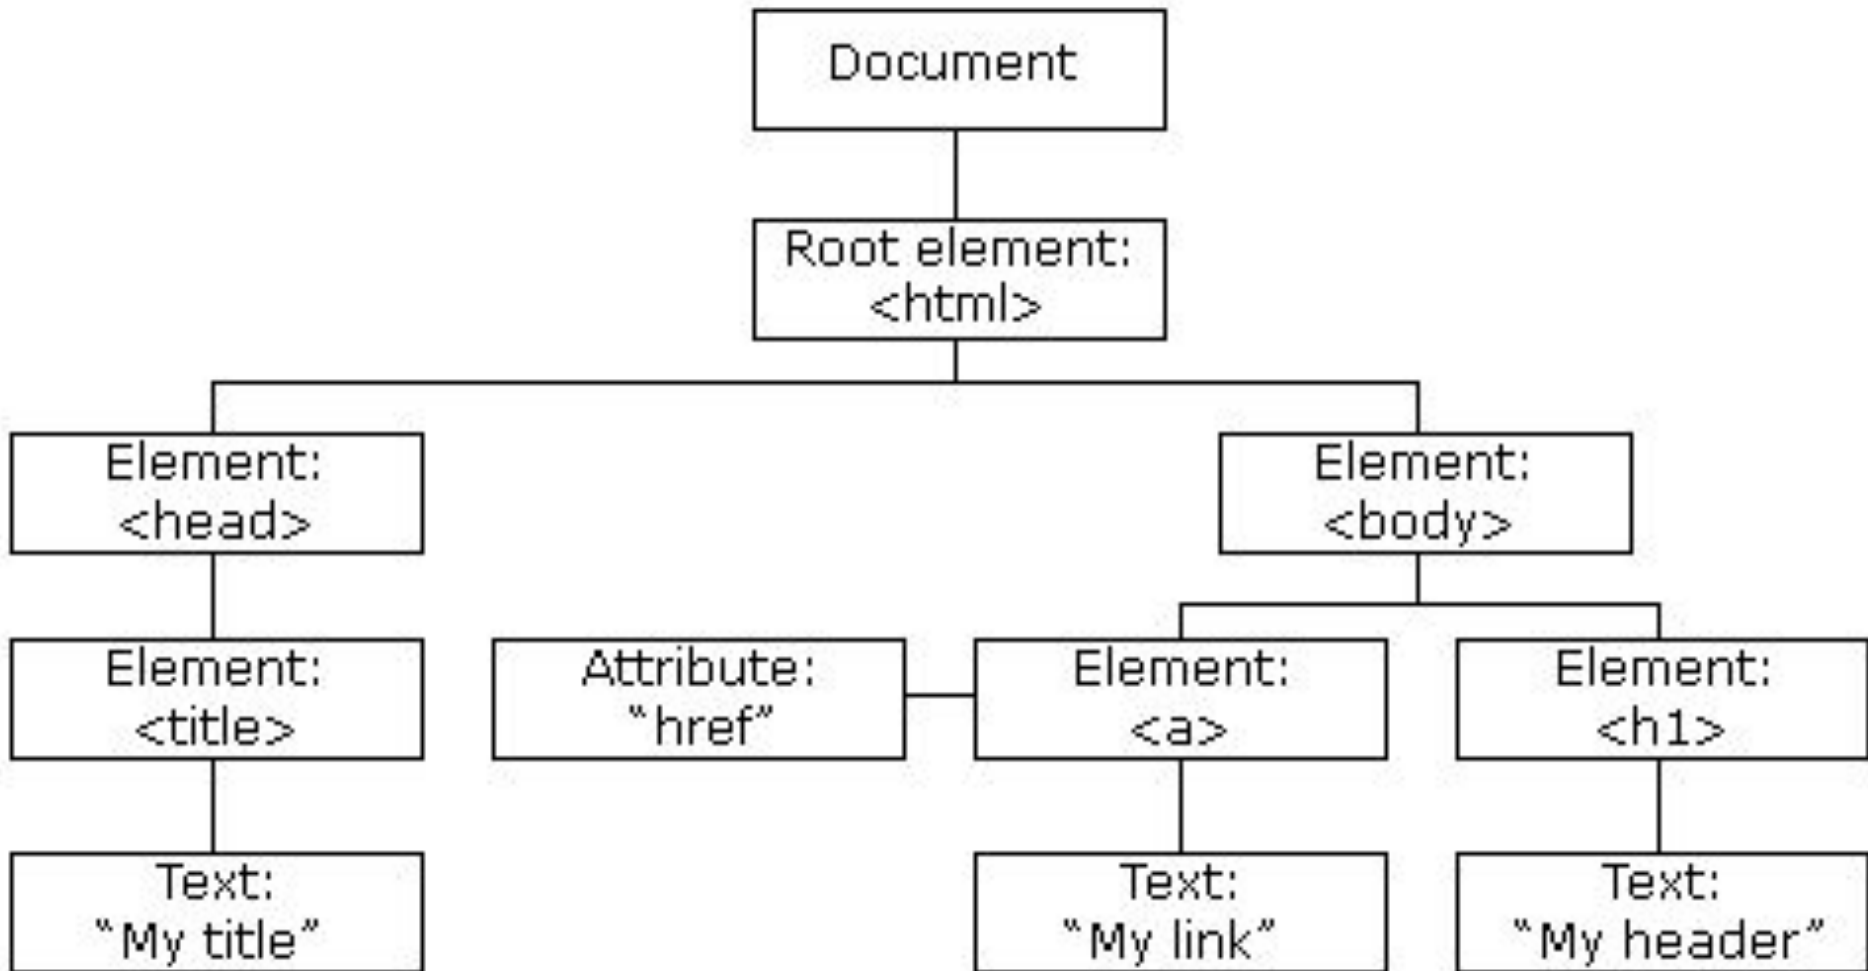 Document
Root element:
<html>
Element:
<head>
Element:
<body>
Element:
<title>
Attribute:
“href”
Element:
<a>
Element:
<h1>
Text:
“My title”
Text:
“My link”
Text:
“My header”